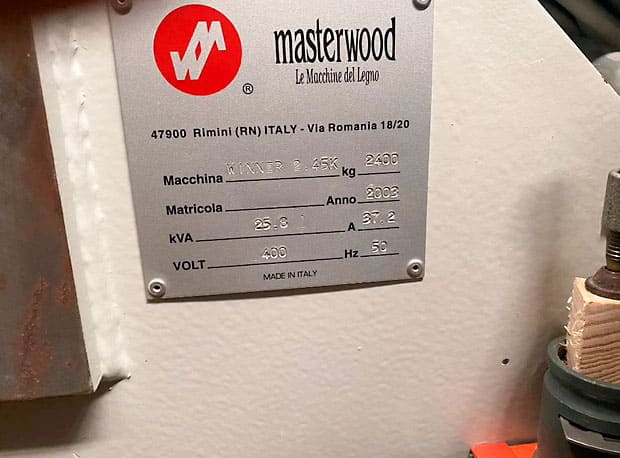 masterwood
®
Le Macchine del Legno
47900 Rimini (RN) ITALY - Via Romania 18/20
Macchina WINNER 2.45K kg 2400
Matricola Anno 2003
kVA 25.8 A 37.2
VOLT 400 Hz 50
MADE IN ITALY